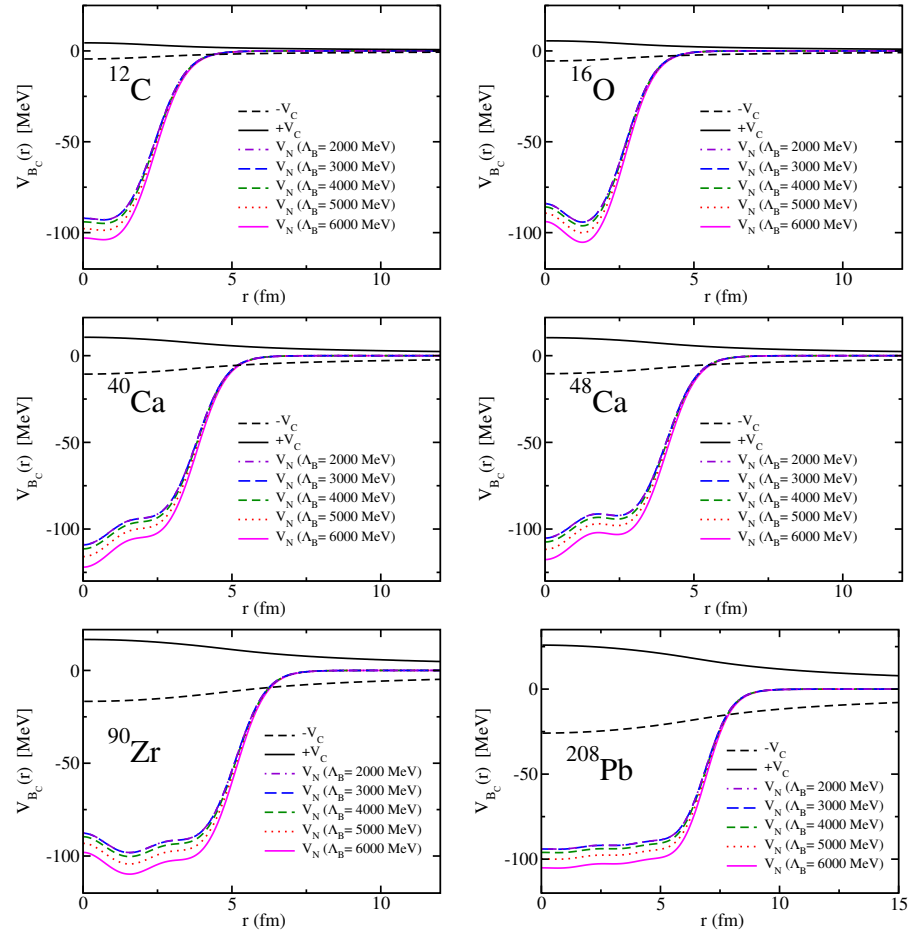 0
-50
-100
V_{B_C}(r) [MeV]
^{12}C
-V_C
+V_C
V_N (Λ_B= 2000 MeV)
V_N (Λ_B= 3000 MeV)
V_N (Λ_B= 4000 MeV)
V_N (Λ_B= 5000 MeV)
V_N (Λ_B= 6000 MeV)
0 5 10
r (fm)
0
-50
-100
V_{B_C}(r) [MeV]
^{16}O
-V_C
+V_C
V_N (Λ_B= 2000 MeV)
V_N (Λ_B= 3000 MeV)
V_N (Λ_B= 4000 MeV)
V_N (Λ_B= 5000 MeV)
V_N (Λ_B= 6000 MeV)
0 5 10
r (fm)
0
-50
-100
V_{B_C}(r) [MeV]
^{40}Ca
-V_C
+V_C
V_N (Λ_B= 2000 MeV)
V_N (Λ_B= 3000 MeV)
V_N (Λ_B= 4000 MeV)
V_N (Λ_B= 5000 MeV)
V_N (Λ_B= 6000 MeV)
0 5 10
r (fm)
0
-50
-100
V_{B_C}(r) [MeV]
^{48}Ca
-V_C
+V_C
V_N (Λ_B= 2000 MeV)
V_N (Λ_B= 3000 MeV)
V_N (Λ_B= 4000 MeV)
V_N (Λ_B= 5000 MeV)
V_N (Λ_B= 6000 MeV)
0 5 10
r (fm)
0
-50
-100
V_{B_C}(r) [MeV]
^{90}Zr
-V_C
+V_C
V_N (Λ_B= 2000 MeV)
V_N (Λ_B= 3000 MeV)
V_N (Λ_B= 4000 MeV)
V_N (Λ_B= 5000 MeV)
V_N (Λ_B= 6000 MeV)
0 5 10
r (fm)
0
-50
-100
V_{B_C}(r) [MeV]
^{208}Pb
-V_C
+V_C
V_N (Λ_B= 2000 MeV)
V_N (Λ_B= 3000 MeV)
V_N (Λ_B= 4000 MeV)
V_N (Λ_B= 5000 MeV)
V_N (Λ_B= 6000 MeV)
0 5 10 15
r (fm)